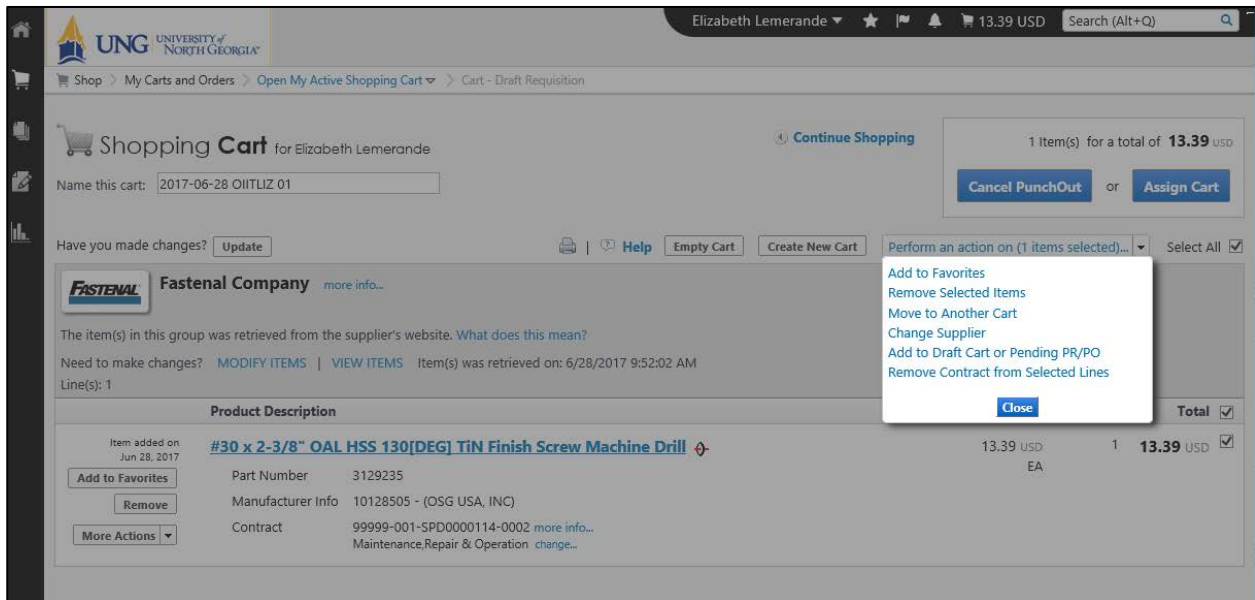 Elizabeth Lemerande 13.39 USD Search (Alt+Q)
UNG UNIVERSITY of NORTH GEORGIA
Shop > My Carts and Orders > Open My Active Shopping Cart > Cart - Draft Requisition
Shopping Cart for Elizabeth Lemerande
Continue Shopping
1 Item(s) for a total of 13.39 USD
Name this cart: 2017-06-28 OIITLIZ 01
Cancel PunchOut or Assign Cart
Have you made changes? Update
| ? Help Empty Cart Create New Cart Perform an action on (1 items selected)... Select All
Add to Favorites
Remove Selected Items
Move to Another Cart
Change Supplier
Add to Draft Cart or Pending PR/PO
Remove Contract from Selected Lines
Close
FASTENAL Fastenal Company more info...
The item(s) in this group was retrieved from the supplier's website. What does this mean?
Need to make changes? MODIFY ITEMS | VIEW ITEMS Item(s) was retrieved on: 6/28/2017 9:52:02 AM
Line(s): 1
Product Description Total
Item added on
Jun 28, 2017
#30 x 2-3/8" OAL HSS 130[DEG] TiN Finish Screw Machine Drill 13.39 USD 1 13.39 USD
EA
Add to Favorites Part Number 3129235
Remove Manufacturer Info 10128505 - (OSG USA, INC)
More Actions Contract 99999-001-SPD0000114-0002 more info...
Maintenance,Repair & Operation change...